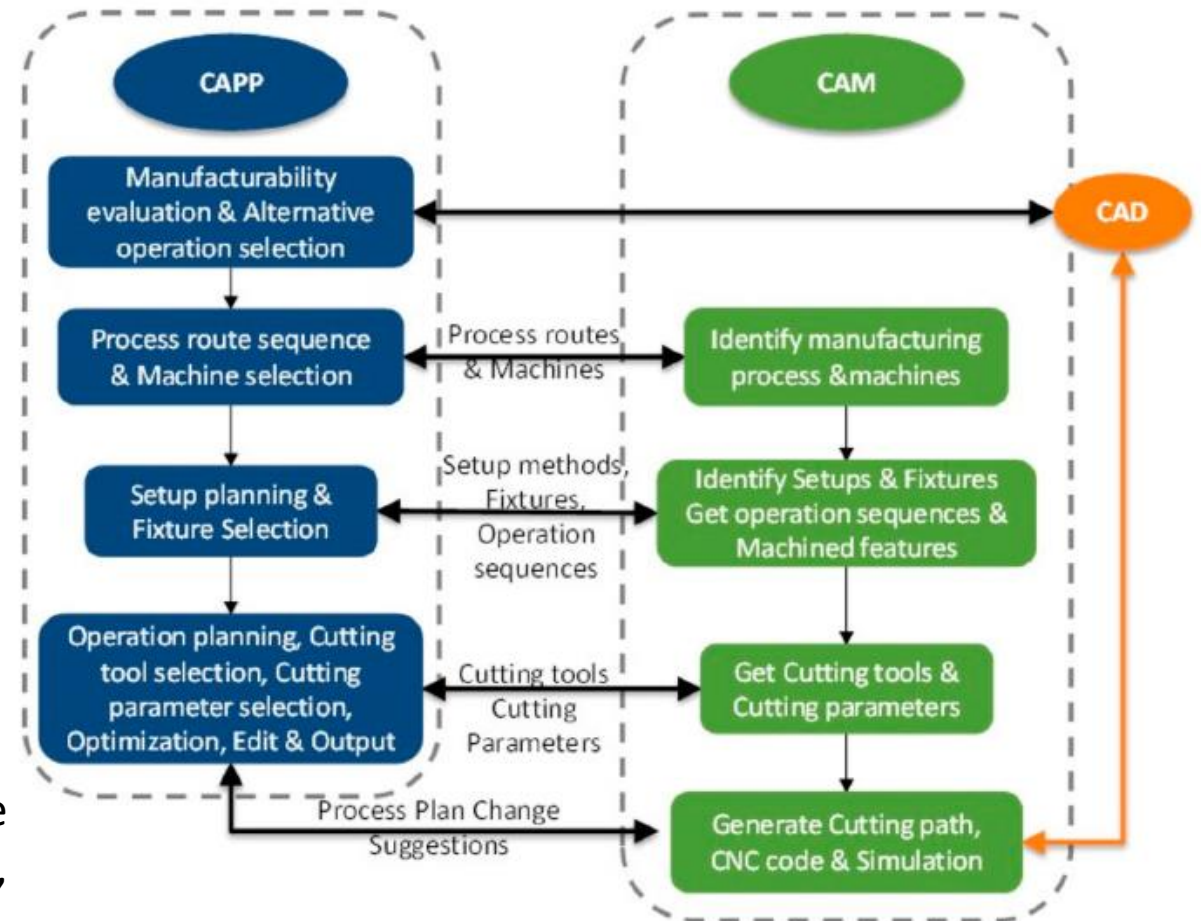 CAPP
CAM
Manufacturability
evaluation & Alternative
operation selection
CAD
Process route sequence
& Machine selection
Process routes
& Machines
Identify manufacturing
process &machines
Setup planning &
Fixture Selection
Setup methods,
Fixtures,
Operation
sequences
Identify Setups & Fixtures
Get operation sequences &
Machined features
Operation planning, Cutting
tool selection, Cutting
parameter selection,
Optimization, Edit & Output
Cutting tools
Cutting
Parameters
Get Cutting tools &
Cutting parameters
Process Plan Change
Suggestions
Generate Cutting path,
CNC code & Simulation